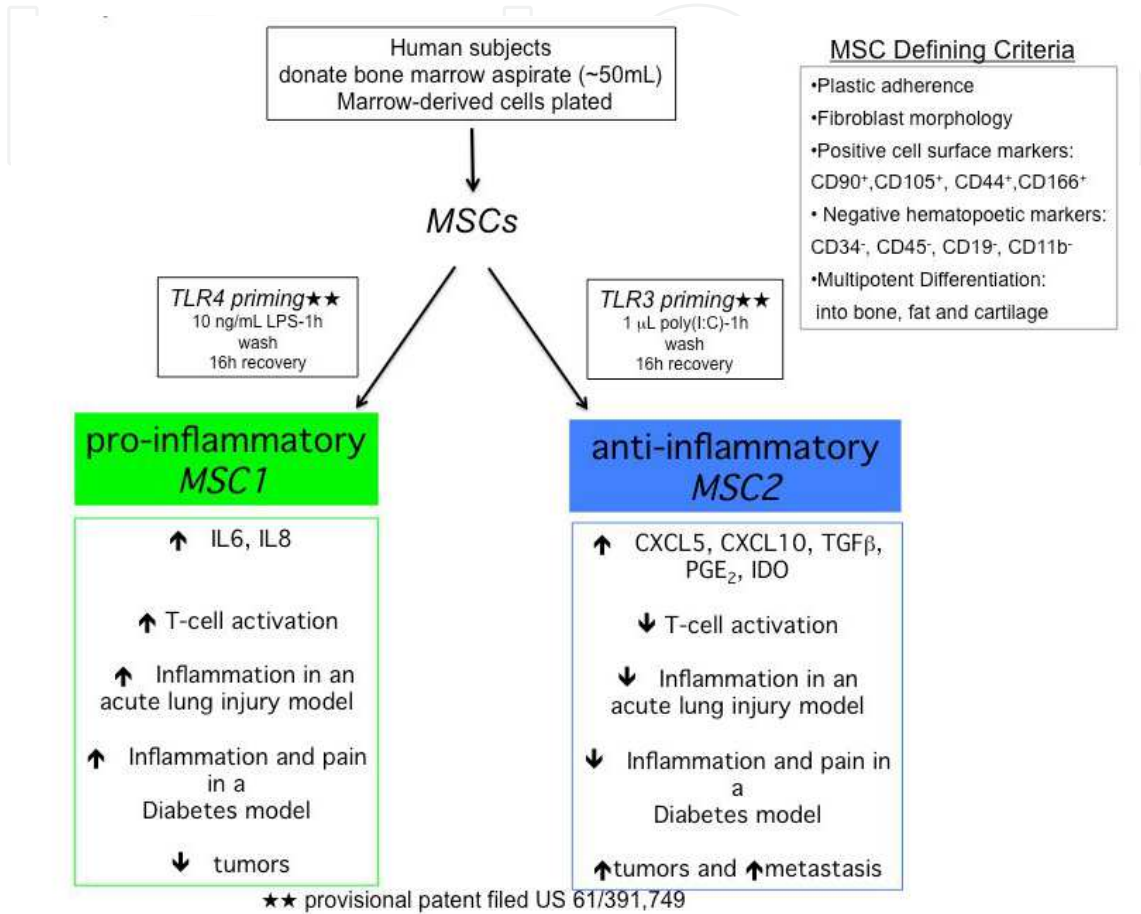 Human subjects
donate bone marrow aspirate (~50mL)
Marrow-derived cells plated
MSC Defining Criteria
•Plastic adherence
•Fibroblast morphology
•Positive cell surface markers:
CD90⁺,CD105⁺, CD44⁺,CD166⁺
• Negative hematopoetic markers:
CD34⁻, CD45⁻, CD19⁻, CD11b⁻
•Multipotent Differentiation:
into bone, fat and cartilage
MSCs
TLR4 priming★★
10 ng/mL LPS-1h
wash
16h recovery
TLR3 priming★★
1 μL poly(I:C)-1h
wash
16h recovery
pro-inflammatory
MSC1
↑ IL6, IL8
↑ T-cell activation
↑ Inflammation in an
acute lung injury model
↑ Inflammation and pain
in a
Diabetes model
↓ tumors
anti-inflammatory
MSC2
↑ CXCL5, CXCL10, TGFβ,
PGE₂, IDO
↓ T-cell activation
↓ Inflammation in an
acute lung injury model
↓ Inflammation and pain in
a
Diabetes model
↑tumors and ↑metastasis
★★ provisional patent filed US 61/391,749